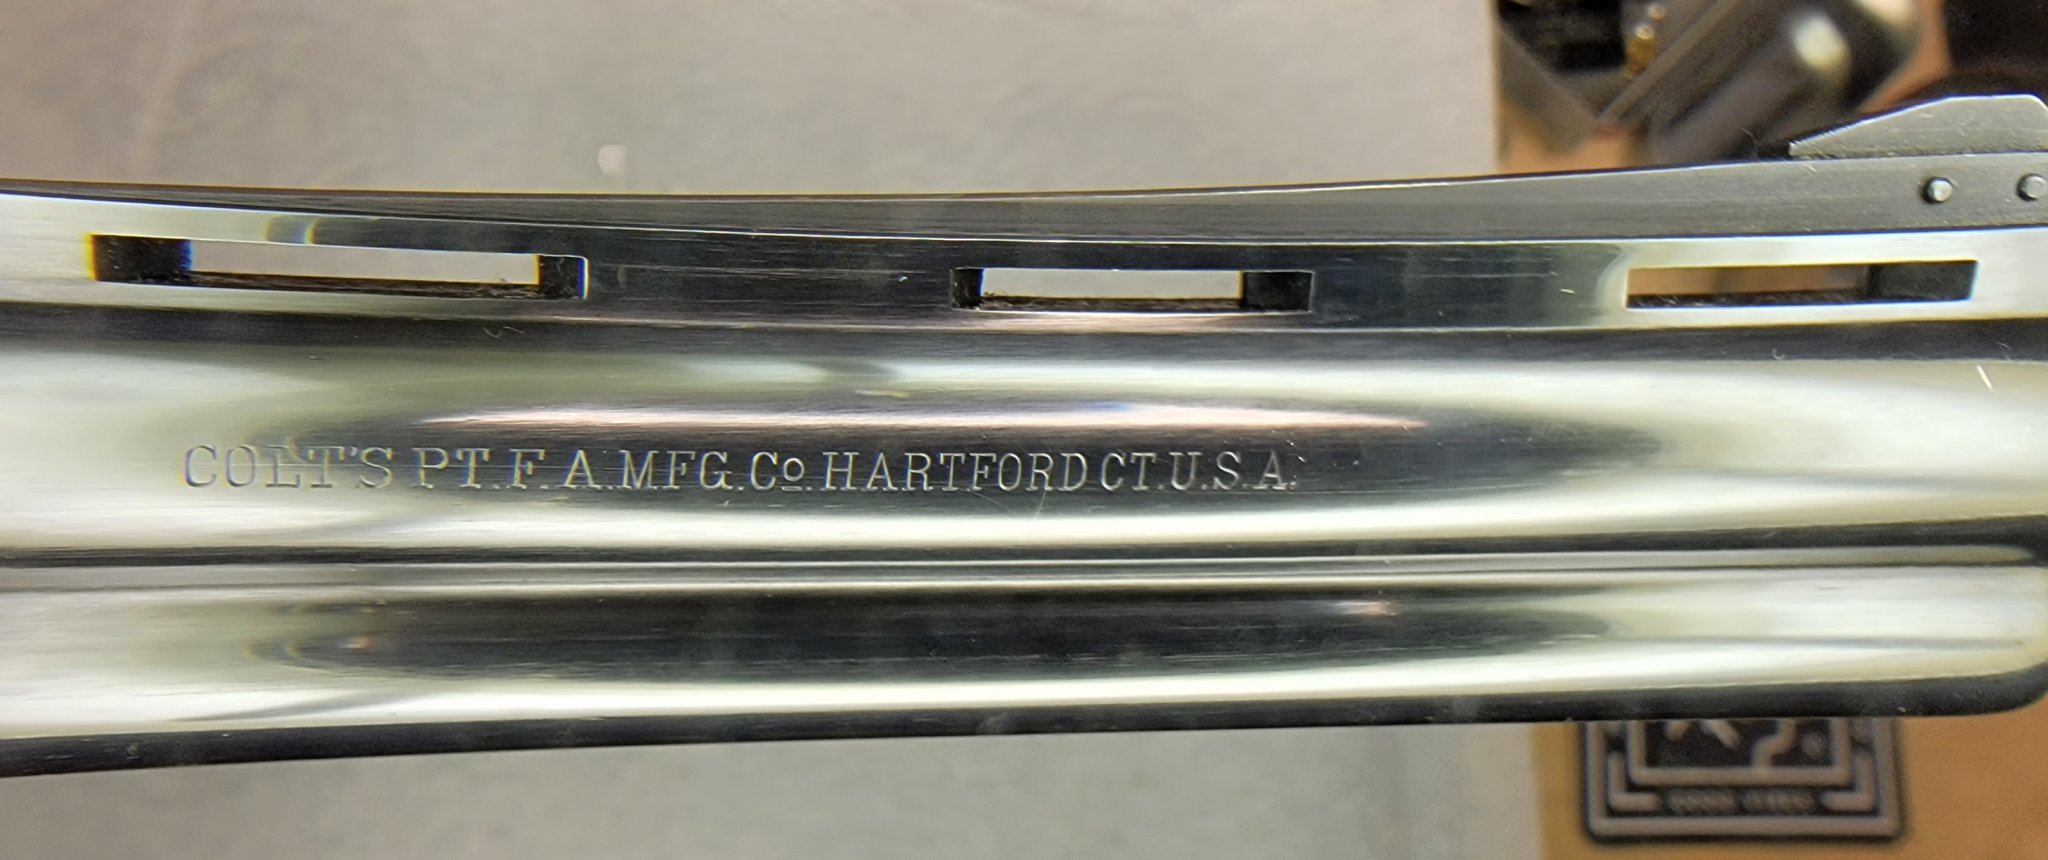 COLT'S PT. F. A. MFG. Co. HARTFORD CT. U.S.A.